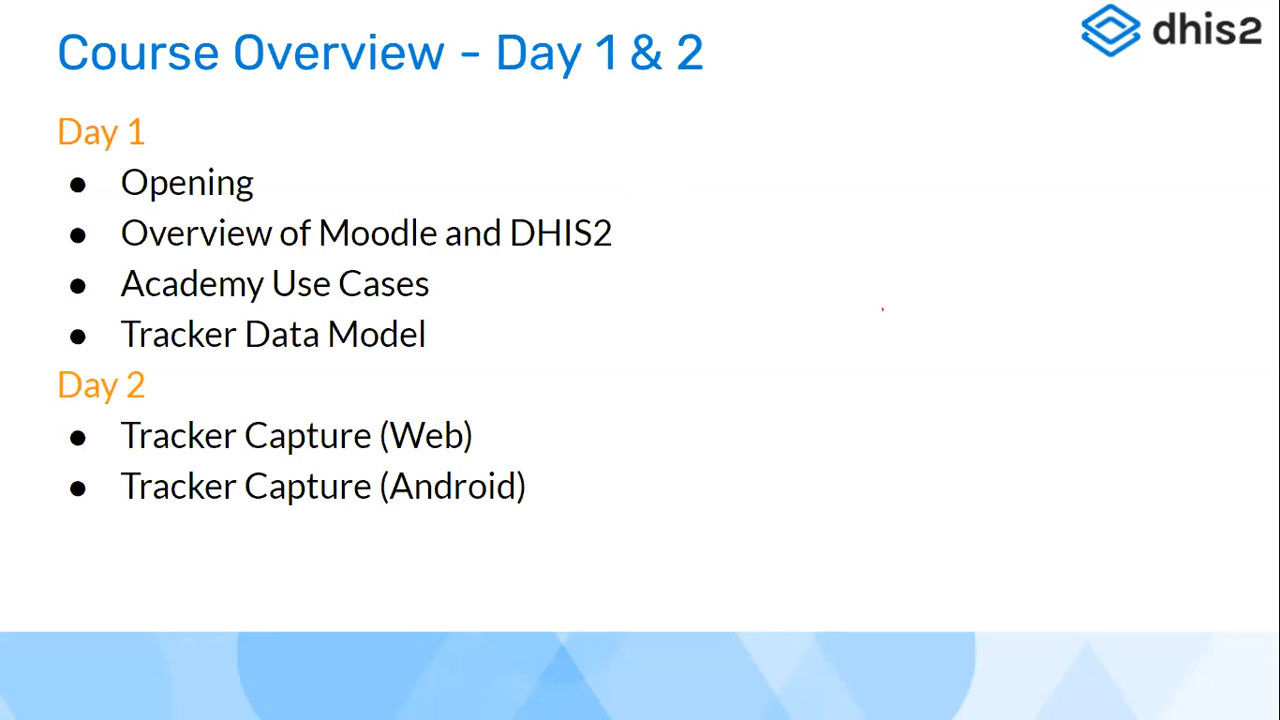 Course Overview - Day 1 & 2
dhis2
Day 1
● Opening
● Overview of Moodle and DHIS2
● Academy Use Cases
● Tracker Data Model
Day 2
● Tracker Capture (Web)
● Tracker Capture (Android)